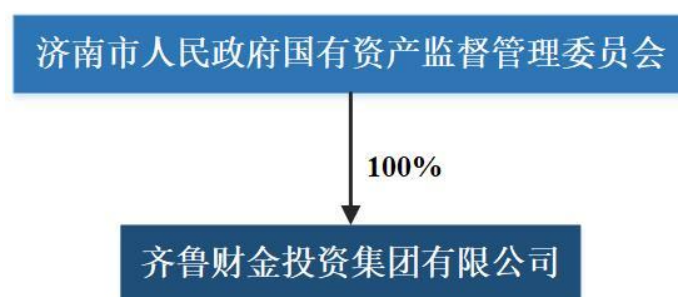 济南市人民政府国有资产监督管理委员会
100%
齐鲁财金投资集团有限公司